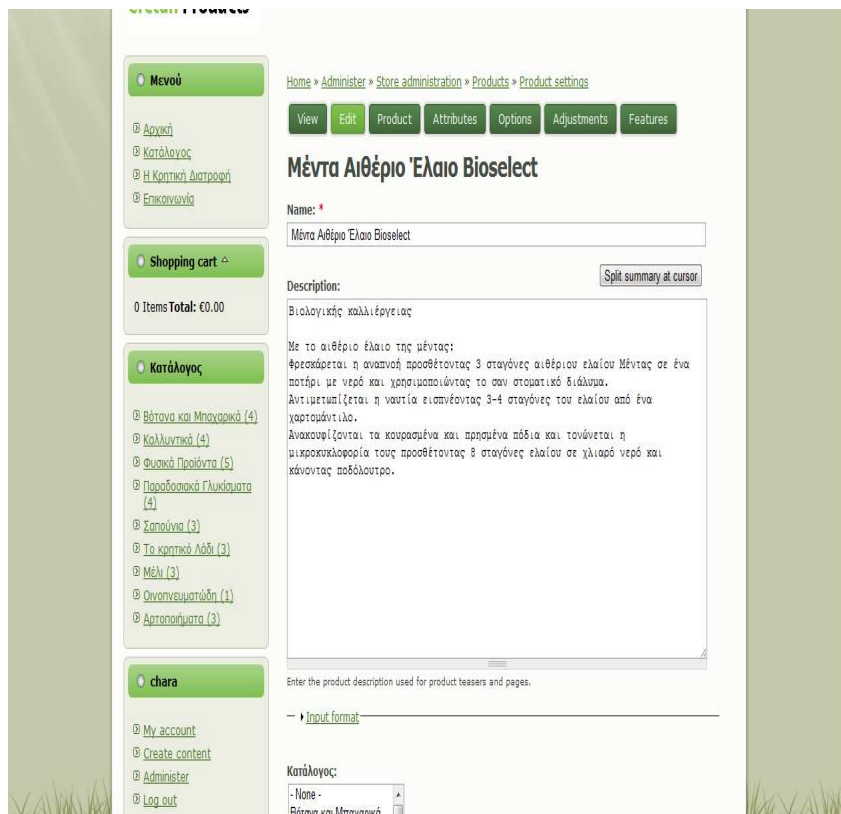 Cretan Products
Μενού
Αρχική
Κατάλογος
Η Κρητική Διατροφή
Επικοινωνία
Shopping cart
0 Items Total: €0.00
Κατάλογος
Βότανα και Μπαχαρικά (4)
Καλλυντικά (4)
Φυσικά Προϊόντα (5)
Παραδοσιακά Γλυκίσματα
(4)
Σαπούνια (3)
Το κρητικό Λάδι (3)
Μέλι (3)
Οινοπνευματώδη (1)
Αρτοποιήματα (3)
chara
My account
Create content
Administer
Log out
Home » Administer » Store administration » Products » Product settings
View Edit Product Attributes Options Adjustments Features
Μέντα Αιθέριο Έλαιο Bioselect
Name: *
Μέντα Αιθέριο Έλαιο Bioselect
Split summary at cursor
Description:
Βιολογικής καλλιέργειας
Με το αιθέριο έλαιο της μέντας:
Φρεσκάρεται η αναπνοή προσθέτοντας 3 σταγόνες αιθέριου ελαίου Μέντας σε ένα
ποτήρι με νερό και χρησιμοποιώντας το σαν στοματικό διάλυμα.
Αντιμετωπίζεται η ναυτία εισπνέοντας 3-4 σταγόνες του ελαίου από ένα
χαρτομάντιλο.
Ανακουφίζονται τα κουρασμένα και πρησμένα πόδια και τονώνεται η
μικροκυκλοφορία τους προσθέτοντας 8 σταγόνες ελαίου σε χλιαρό νερό και
κάνοντας ποδόλουτρο.
Enter the product description used for product teasers and pages.
Input format
Κατάλογος:
- None -
Βότανα και Μπαχαρικά